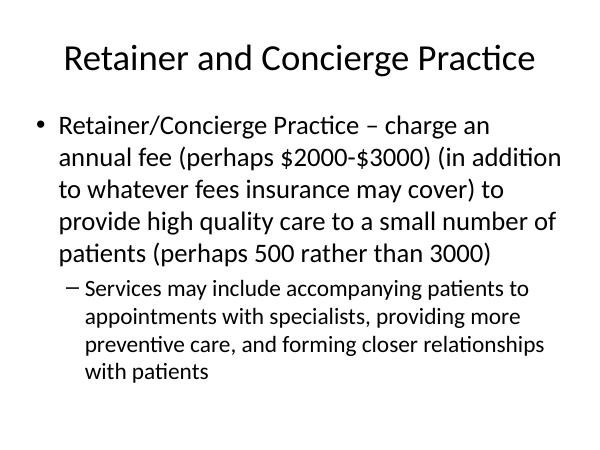 Retainer and Concierge Practice
• Retainer/Concierge Practice – charge an
annual fee (perhaps $2000-$3000) (in addition
to whatever fees insurance may cover) to
provide high quality care to a small number of
patients (perhaps 500 rather than 3000)
– Services may include accompanying patients to
appointments with specialists, providing more
preventive care, and forming closer relationships
with patients